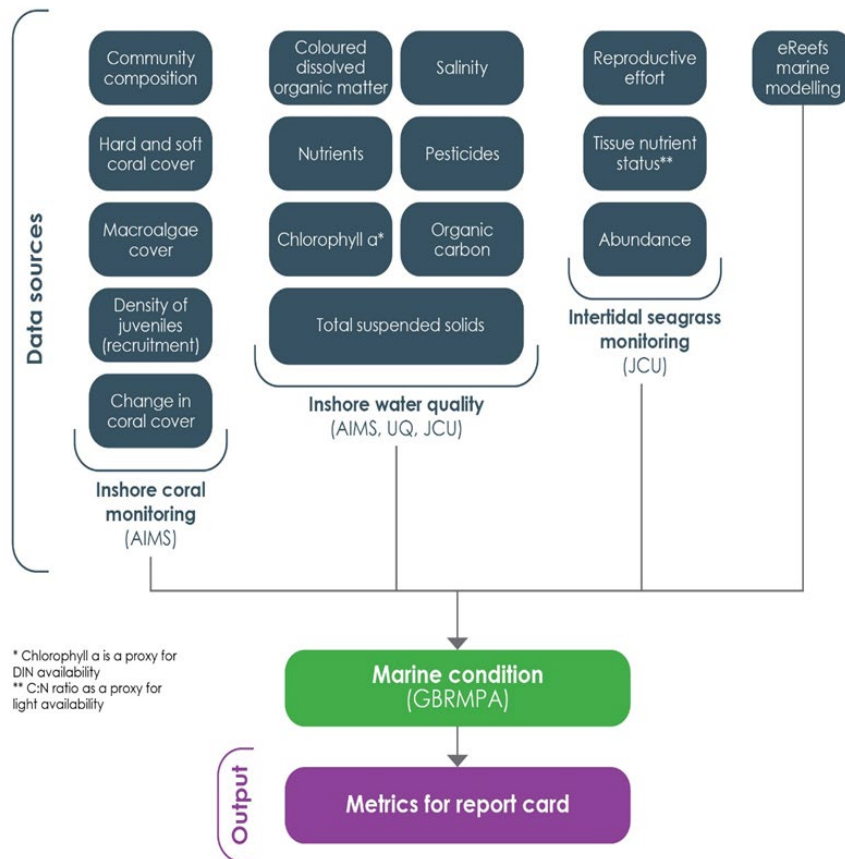 Data sources
Community
composition
Hard and soft
coral cover
Macroalgae
cover
Density of
juveniles
(recruitment)
Change in
coral cover
Inshore coral
monitoring
(AIMS)
Coloured
dissolved
organic matter
Salinity
Nutrients
Pesticides
Chlorophyll a*
Organic
carbon
Total suspended solids
Inshore water quality
(AIMS, UQ, JCU)
Reproductive
effort
Tissue nutrient
status**
Abundance
Intertidal seagrass
monitoring
(JCU)
eReefs
marine
modelling
* Chlorophyll a is a proxy for
DIN availability
** C:N ratio as a proxy for
light availability
Marine condition
(GBRMPA)
Output
Metrics for report card